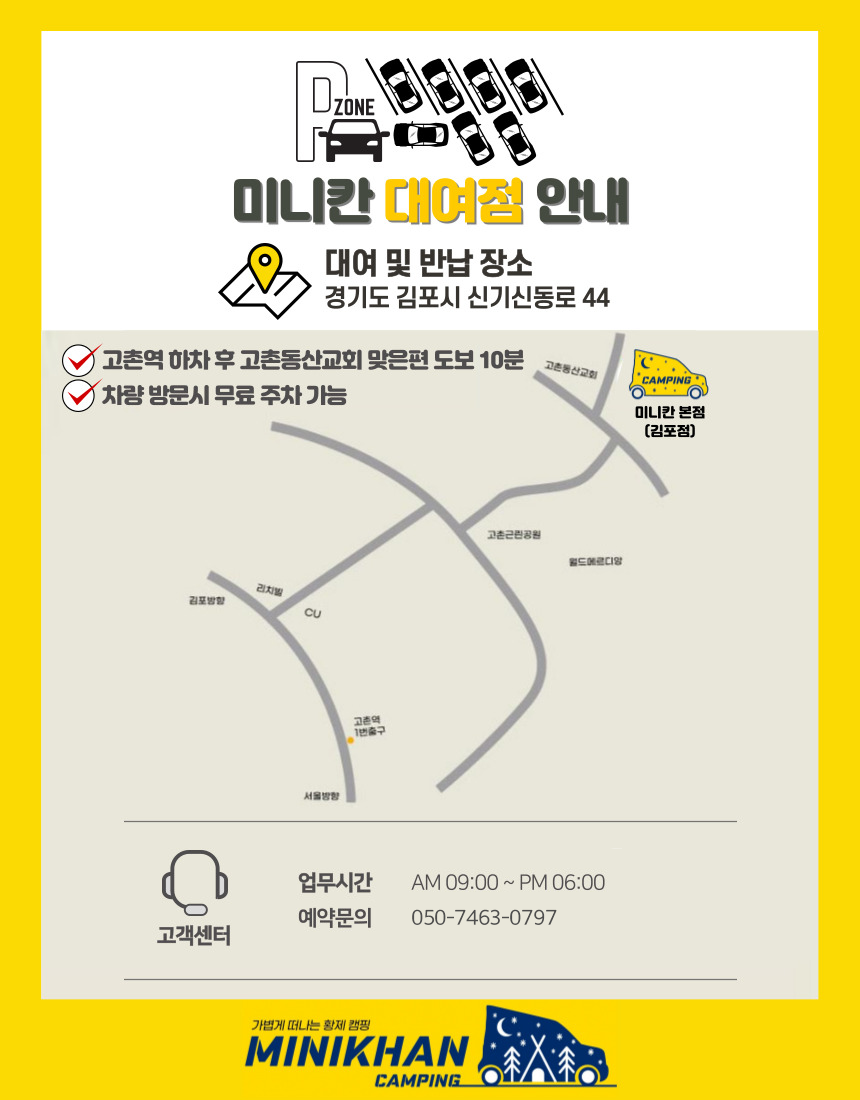 P ZONE
미니칸 대여점 안내
대여 및 반납 장소
경기도 김포시 신기신동로 44
고촌역 하차 후 고촌동산교회 맞은편 도보 10분
차량 방문시 무료 주차 가능
고촌동산교회
CAMPING
미니칸 본점
(김포점)
고촌근린공원
월드메르디앙
리치빌
김포방향
CU
고촌역
1번출구
서울방향
고객센터
업무시간 AM 09:00 ~ PM 06:00
예약문의 050-7463-0797
가볍게 떠나는 황제 캠핑
MINIKHAN
CAMPING